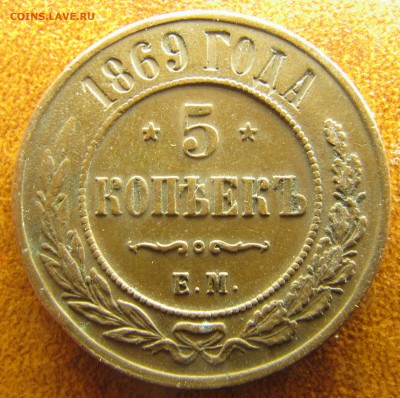 COINS.LAVE.RU
1869 ГОДА
5
КОПѢЕКЪ
Е.М.